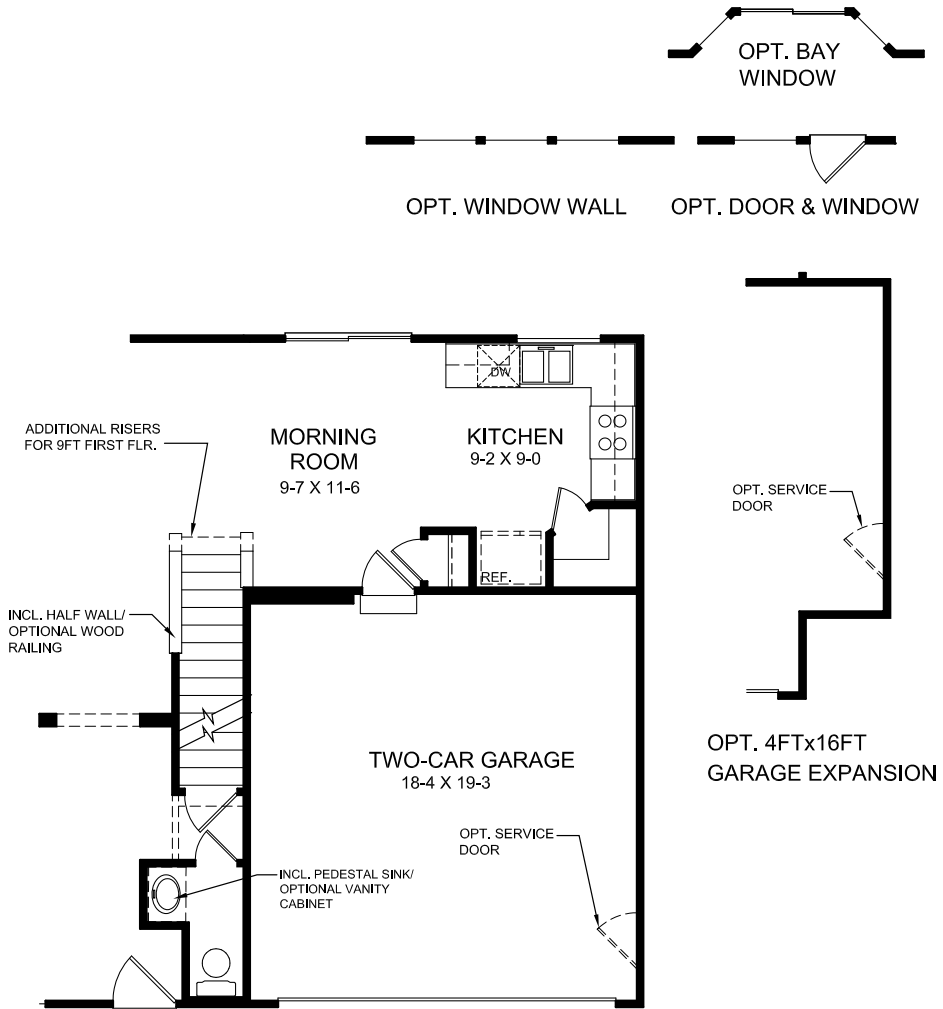 OPT. BAY
WINDOW
OPT. WINDOW WALL
OPT. DOOR & WINDOW
DW
ADDITIONAL RISERS
FOR 9FT FIRST FLR.
MORNING
ROOM
9-7 X 11-6
KITCHEN
9-2 X 9-0
OPT. SERVICE
DOOR
REF.
INCL. HALF WALL/
OPTIONAL WOOD
RAILING
TWO-CAR GARAGE
18-4 X 19-3
OPT. 4FTx16FT
GARAGE EXPANSION
OPT. SERVICE
DOOR
INCL. PEDESTAL SINK/
OPTIONAL VANITY
CABINET